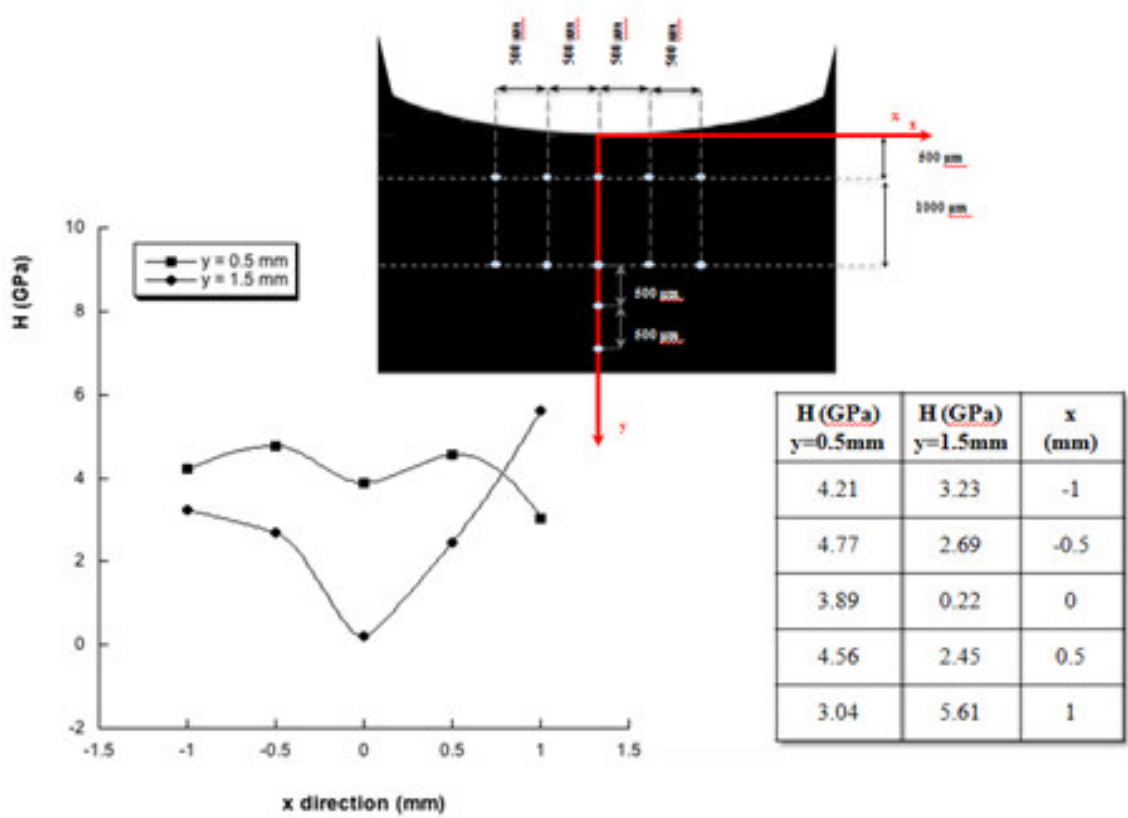 500 µm
500 µm
500 µm
500 µm
x
x
500 µm
1000 µm
500 µm
500 µm
y
H (GPa)
10
8
6
4
2
0
-2
y = 0.5 mm
y = 1.5 mm
-1.5 -1 -0.5 0 0.5 1 1.5
x direction (mm)
H (GPa) H (GPa) x
y=0.5mm y=1.5mm (mm)
4.21 3.23 -1
4.77 2.69 -0.5
3.89 0.22 0
4.56 2.45 0.5
3.04 5.61 1